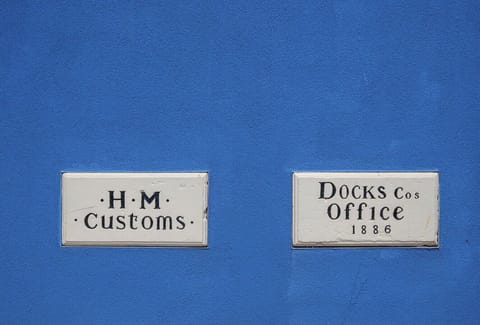 ·H·M·
·Customs·
Docks Cos
Office
1886